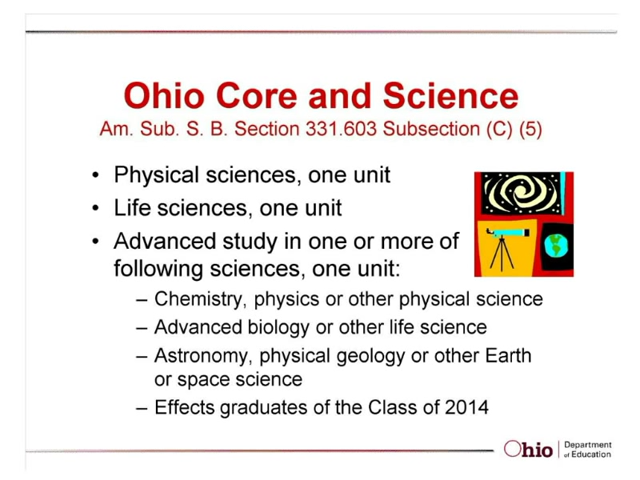 Ohio Core and Science
Am. Sub. S. B. Section 331.603 Subsection (C) (5)
• Physical sciences, one unit
• Life sciences, one unit
• Advanced study in one or more of
following sciences, one unit:
– Chemistry, physics or other physical science
– Advanced biology or other life science
– Astronomy, physical geology or other Earth
or space science
– Effects graduates of the Class of 2014
Ohio | Department
of Education